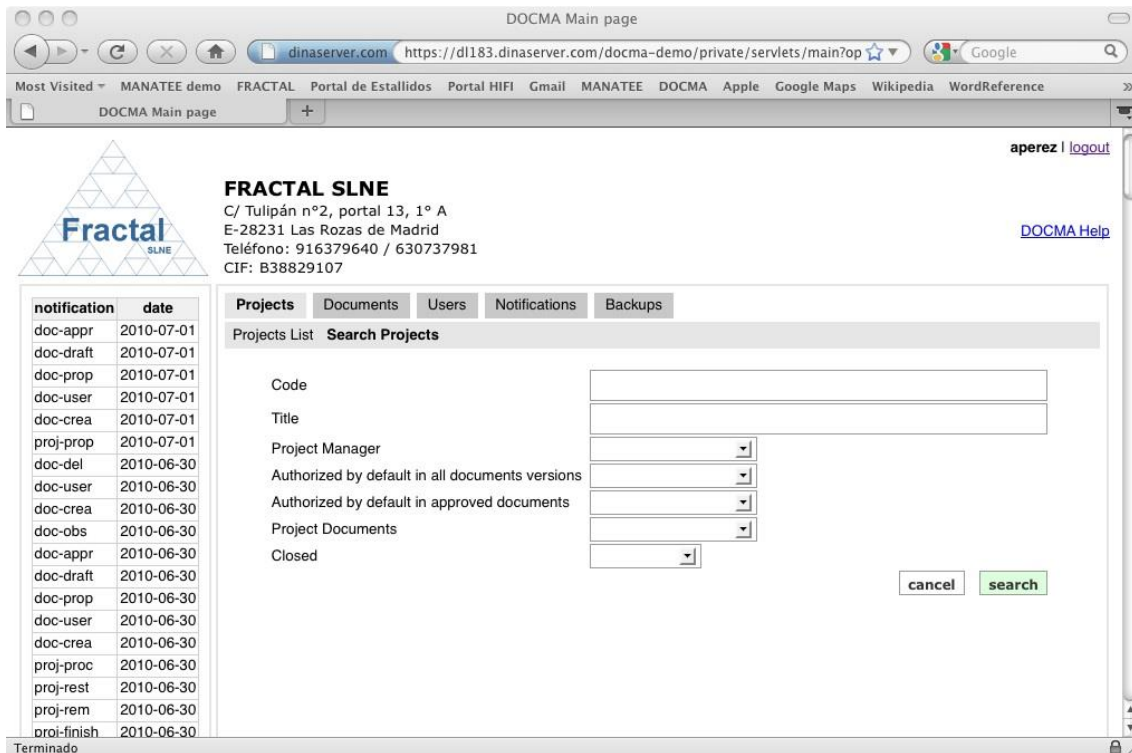 DOCMA Main page
dinaserver.com https://dl183.dinaserver.com/docma-demo/private/servlets/main?op Google
Most Visited MANATEE demo FRACTAL Portal de Estallidos Portal HIFI Gmail MANATEE DOCMA Apple Google Maps Wikipedia WordReference »
DOCMA Main page +
aperez | logout
Fractal
SLNE
FRACTAL SLNE
C/ Tulipán nº2, portal 13, 1º A
E-28231 Las Rozas de Madrid
Teléfono: 916379640 / 630737981
CIF: B38829107
DOCMA Help
notification date
doc-appr 2010-07-01
doc-draft 2010-07-01
doc-prop 2010-07-01
doc-user 2010-07-01
doc-crea 2010-07-01
proj-prop 2010-07-01
doc-del 2010-06-30
doc-user 2010-06-30
doc-crea 2010-06-30
doc-obs 2010-06-30
doc-appr 2010-06-30
doc-draft 2010-06-30
doc-prop 2010-06-30
doc-user 2010-06-30
doc-crea 2010-06-30
proj-proc 2010-06-30
proj-rest 2010-06-30
proj-rem 2010-06-30
proj-finish 2010-06-30
Projects Documents Users Notifications Backups
Projects List Search Projects
Code
Title
Project Manager
Authorized by default in all documents versions
Authorized by default in approved documents
Project Documents
Closed
cancel search
Terminado